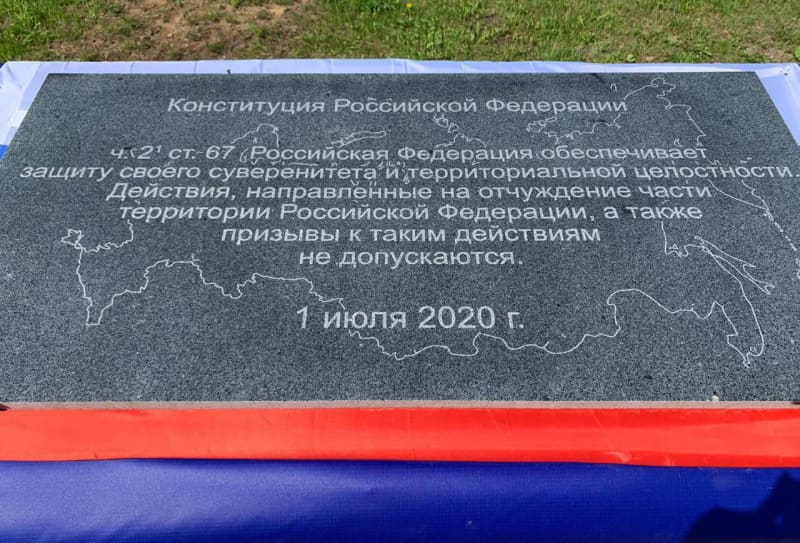 Конституция Российской Федерации
ч. 2¹ ст. 67 Российская Федерация обеспечивает
защиту своего суверенитета и территориальной целостности.
Действия, направленные на отчуждение части
территории Российской Федерации, а также
призывы к таким действиям
не допускаются.
1 июля 2020 г.